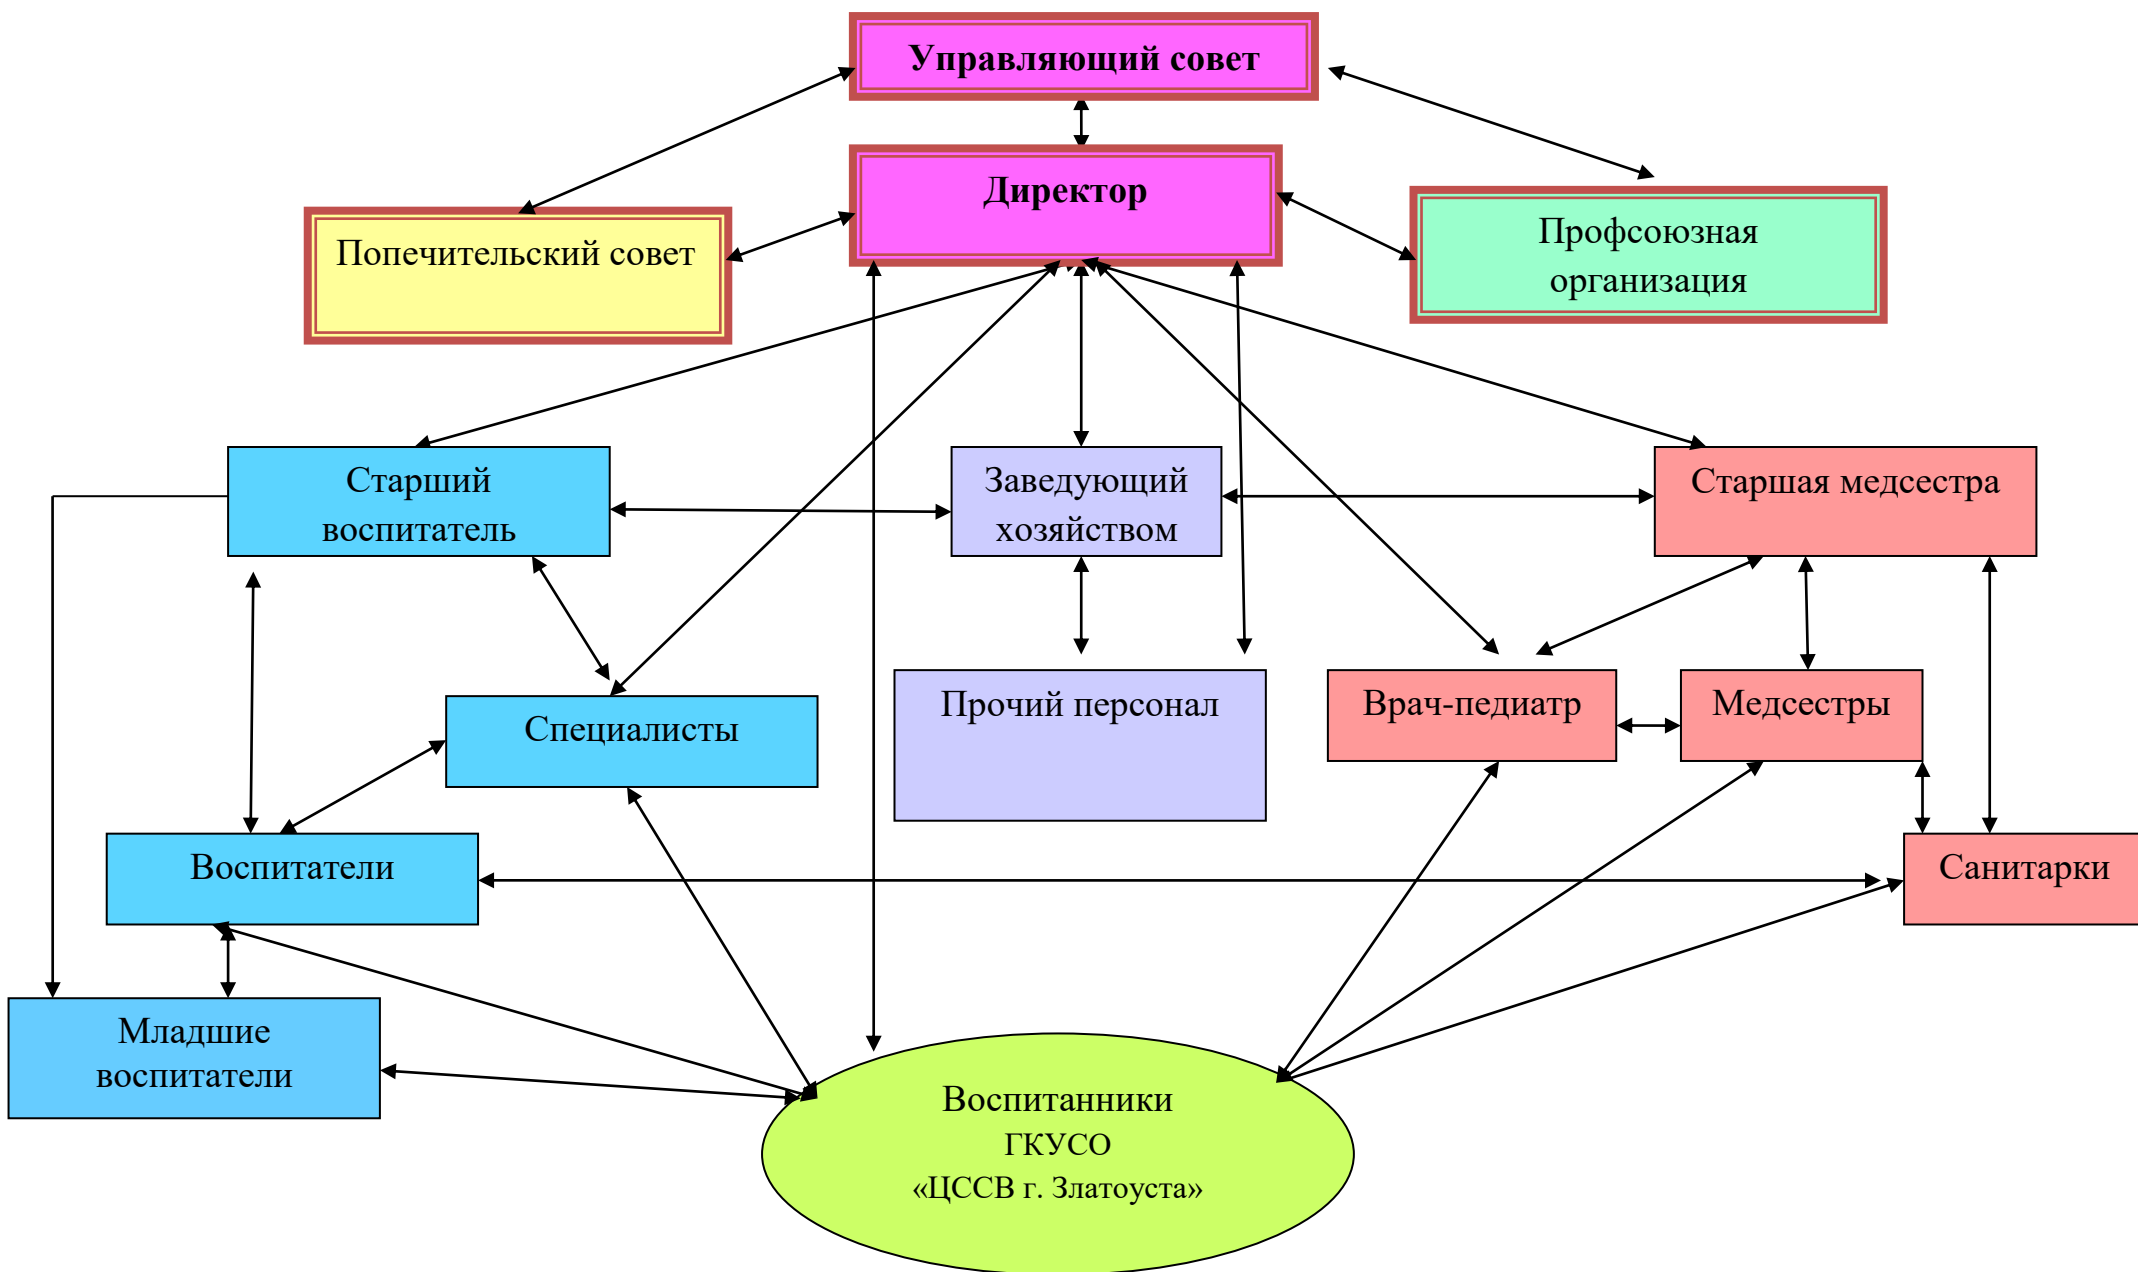 Управляющий совет
Директор
Попечительский совет
Профсоюзная
организация
Старший
воспитатель
Заведующий
хозяйством
Старшая медсестра
Специалисты
Прочий персонал
Врач-педиатр
Медсестры
Воспитатели
Санитарки
Младшие
воспитатели
Воспитанники
ГКУСО
«ЦССВ г. Златоуста»